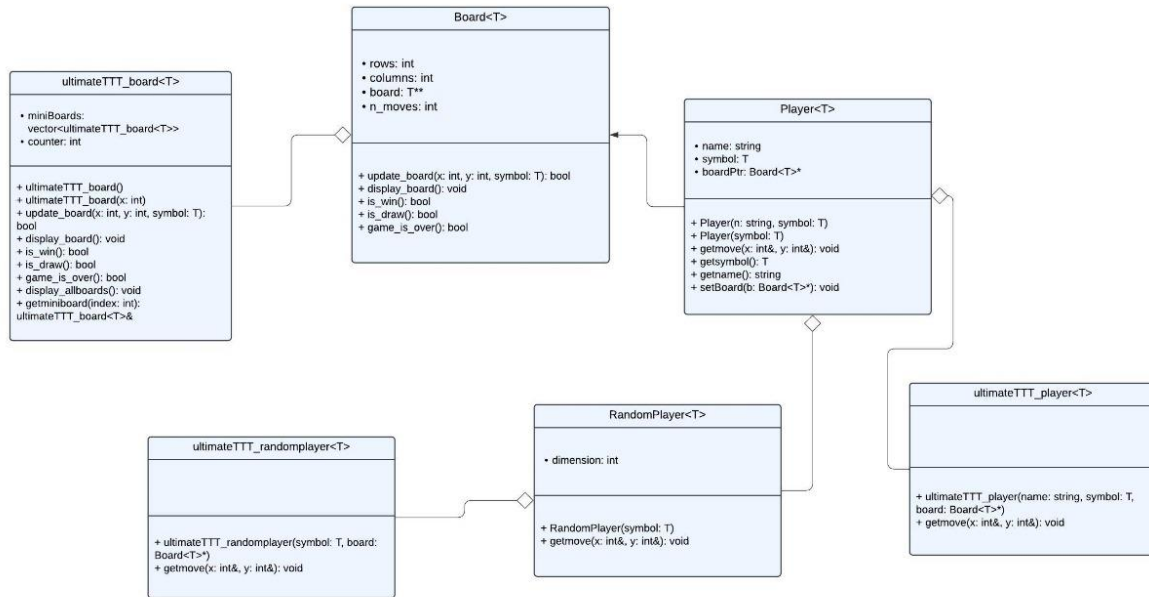 Board<T>
• rows: int
• columns: int
• board: T**
• n_moves: int
+ update_board(x: int, y: int, symbol: T): bool
+ display_board(): void
+ is_win(): bool
+ is_draw(): bool
+ game_is_over(): bool
ultimateTTT_board<T>
• miniBoards:
vector<ultimateTTT_board<T>>
• counter: int
+ ultimateTTT_board()
+ ultimateTTT_board(x: int)
+ update_board(x: int, y: int, symbol: T):
bool
+ display_board(): void
+ is_win(): bool
+ is_draw(): bool
+ game_is_over(): bool
+ display_allboards(): void
+ getminiboard(index: int):
ultimateTTT_board<T>&
Player<T>
• name: string
• symbol: T
• boardPtr: Board<T>*
+ Player(n: string, symbol: T)
+ Player(symbol: T)
+ getmove(x: int&, y: int&): void
+ getsymbol(): T
+ getname(): string
+ setBoard(b: Board<T>*): void
ultimateTTT_player<T>
+ ultimateTTT_player(name: string, symbol: T,
board: Board<T>*)
+ getmove(x: int&, y: int&): void
RandomPlayer<T>
• dimension: int
+ RandomPlayer(symbol: T)
+ getmove(x: int&, y: int&): void
ultimateTTT_randomplayer<T>
+ ultimateTTT_randomplayer(symbol: T, board:
Board<T>*)
+ getmove(x: int&, y: int&): void